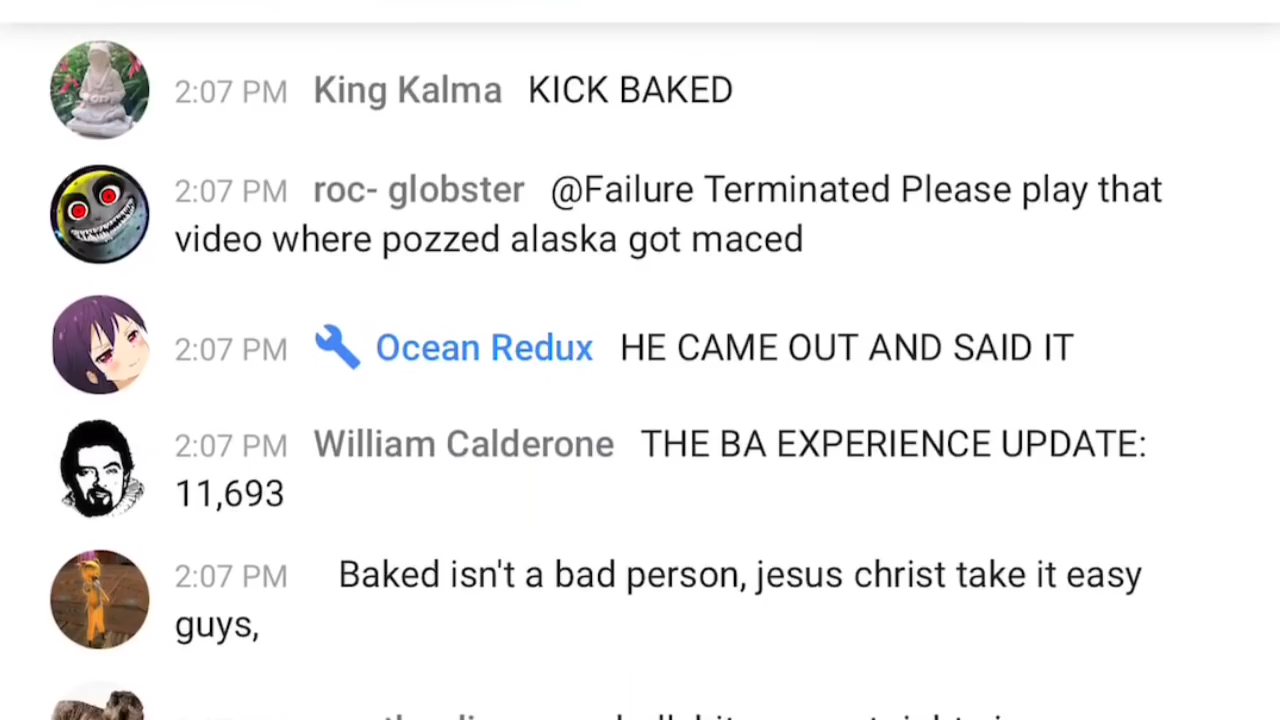 2:07 PM King Kalma KICK BAKED
2:07 PM roc- globster @Failure Terminated Please play that
video where pozzed alaska got maced
2:07 PM Ocean Redux HE CAME OUT AND SAID IT
2:07 PM William Calderone THE BA EXPERIENCE UPDATE:
11,693
2:07 PM Baked isn't a bad person, jesus christ take it easy
guys,